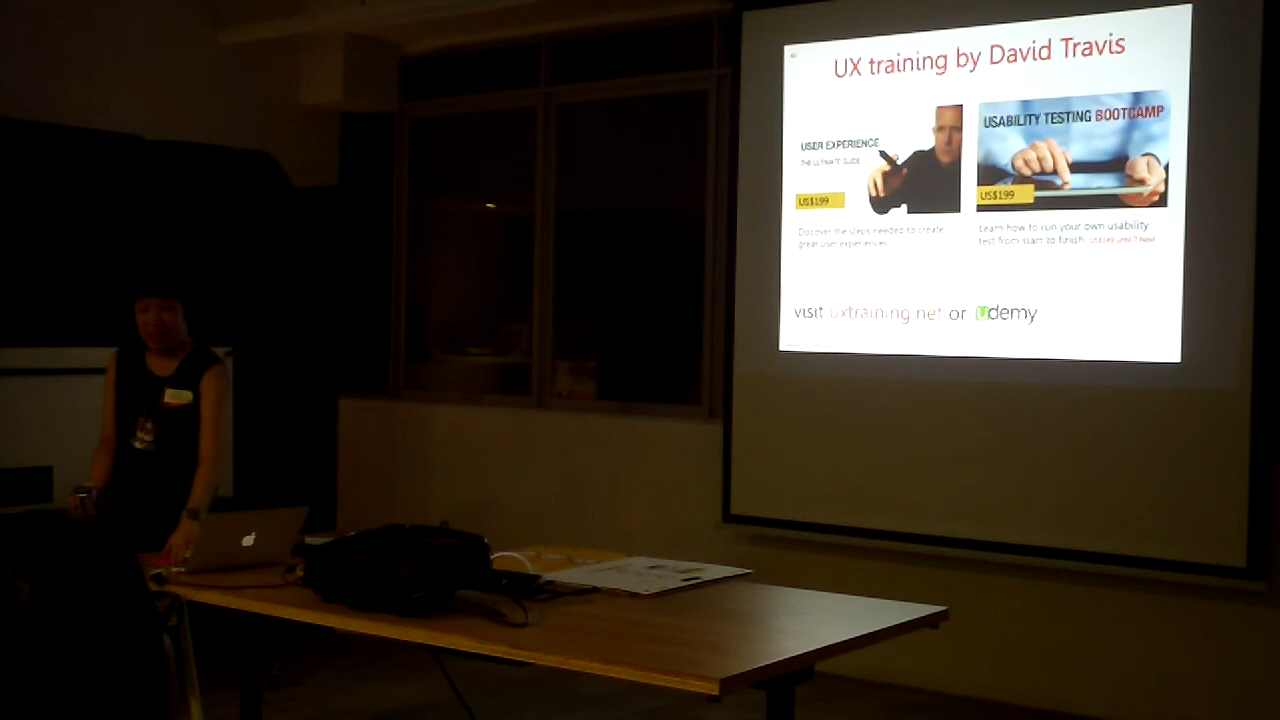 UX training by David Travis
USER EXPERIENCE
THE ULTIMATE GUIDE
US$199
Discover the steps needed to create
great user experiences.
USABILITY TESTING BOOTCAMP
US$199
Learn how to run your own usability
test from start to finish.
visit uxtraining.net or udemy